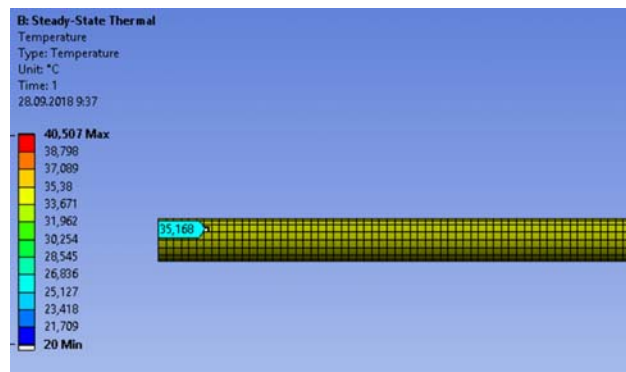 B: Steady-State Thermal
Temperature
Type: Temperature
Unit: °C
Time: 1
28.09.2018 9:37
40,507 Max
38,798
37,089
35,38
33,671
31,962
30,254
28,545
26,836
25,127
23,418
21,709
20 Min
35,168